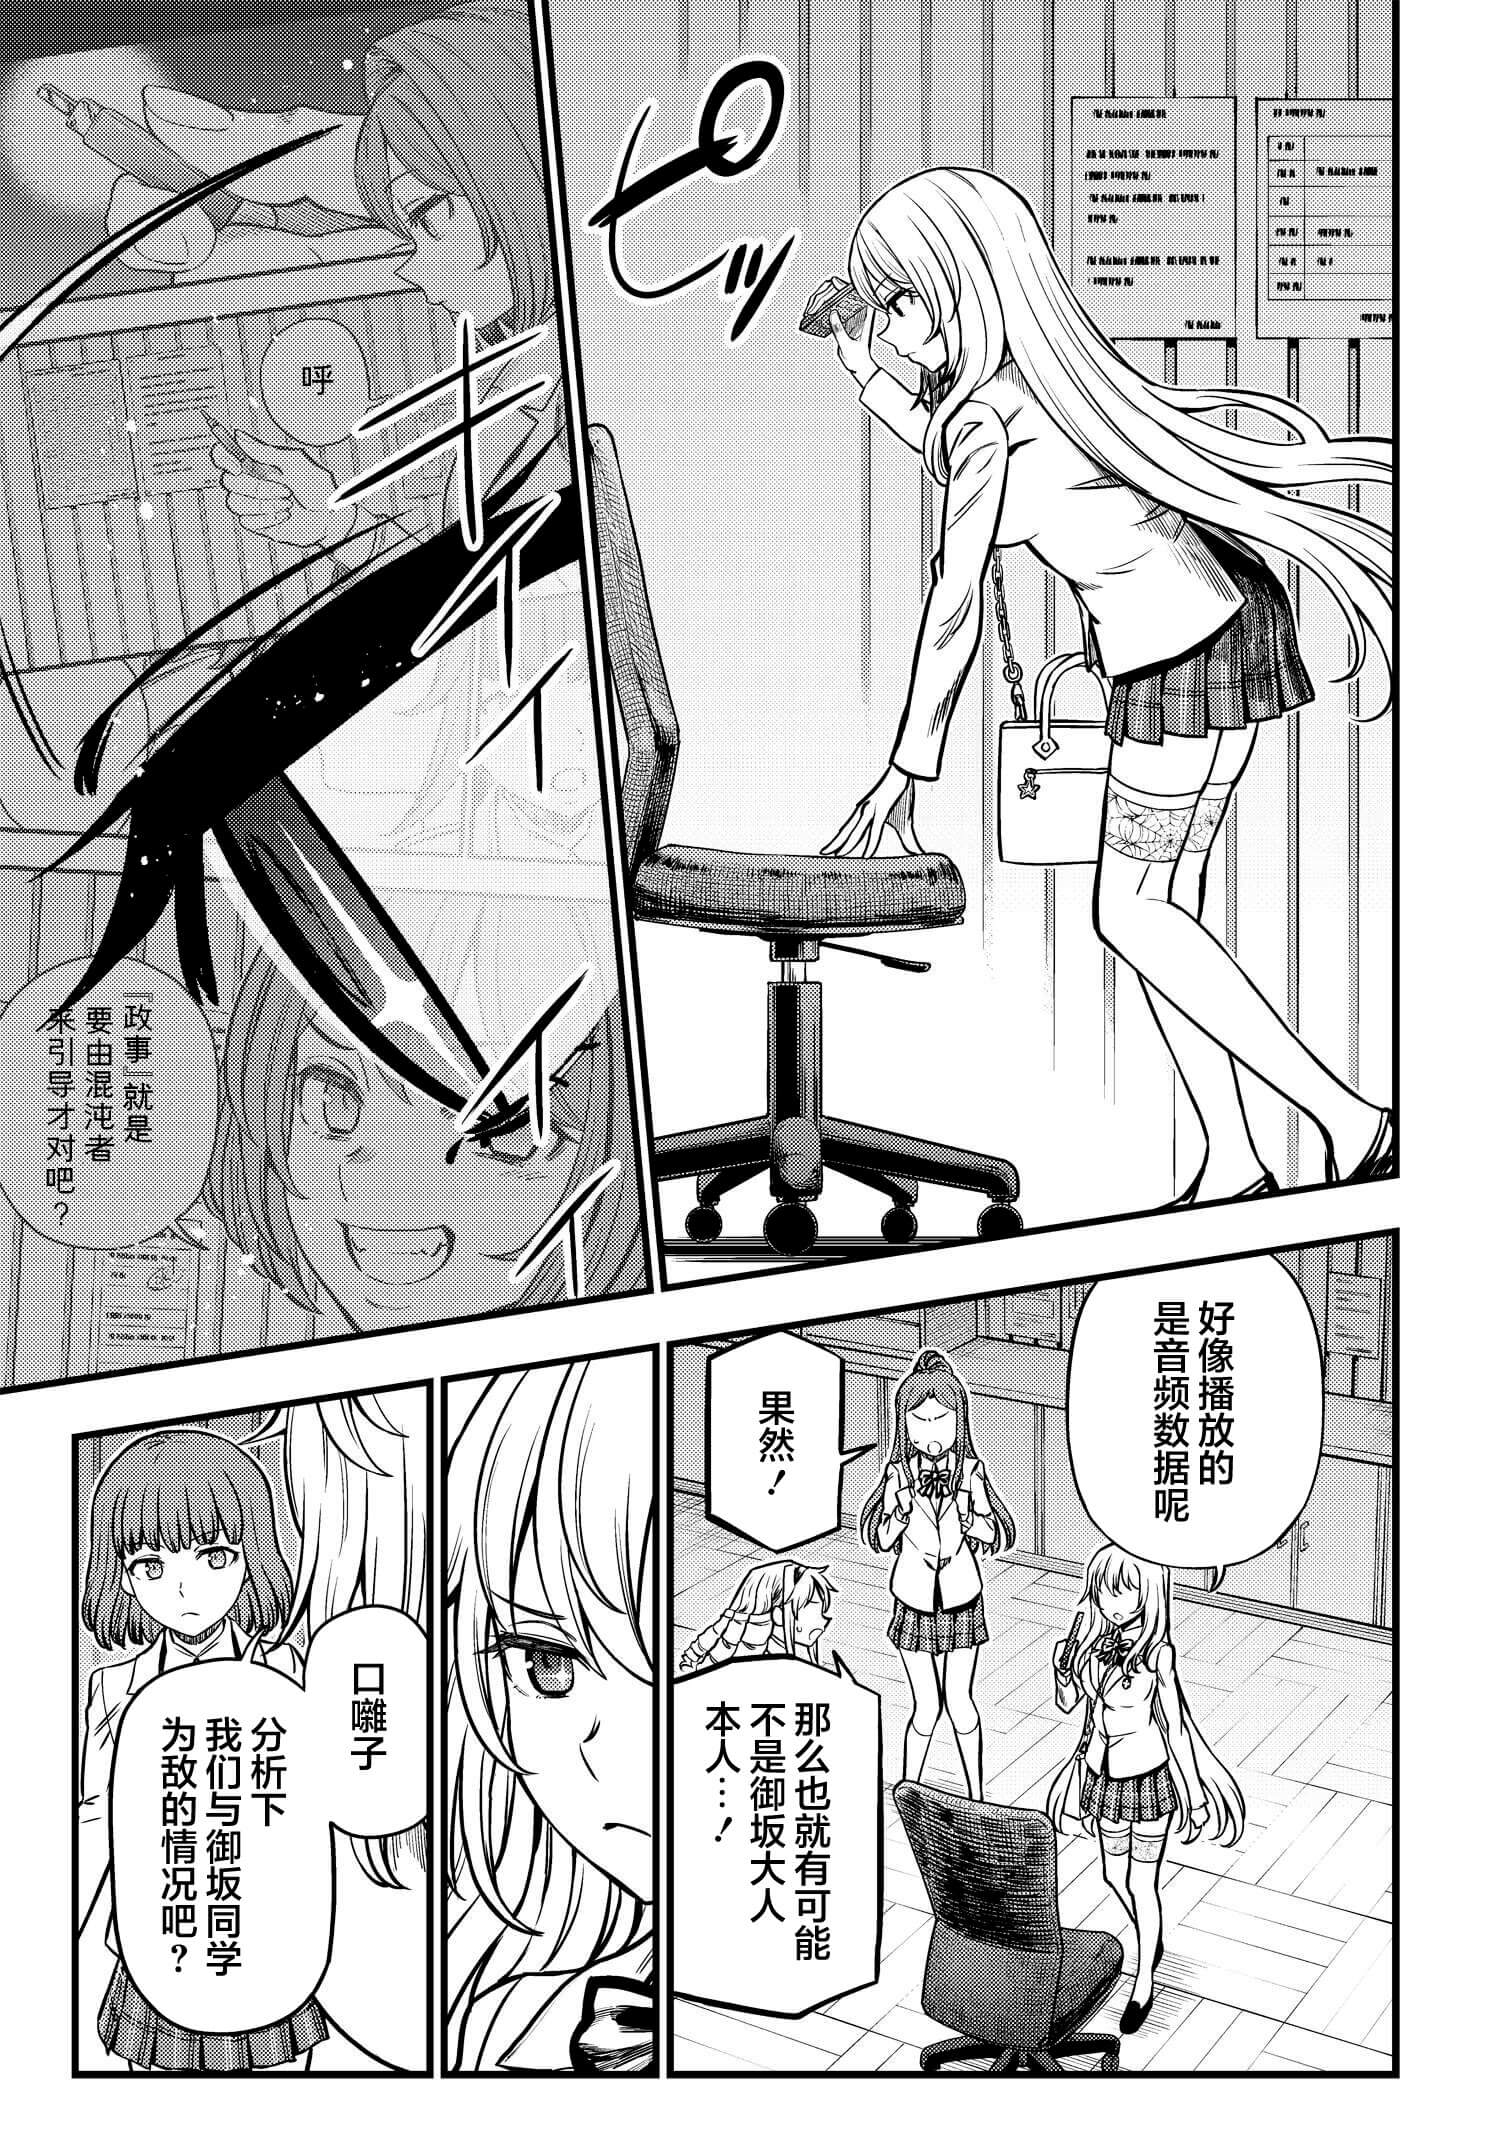 ピッ
キィイイイ
呼
『政事』就是
要由混沌者
来引导才对吧？
好像播放的
是音频数据呢
果然！
那么也就有可能
不是御坂大人
本人…！
口囃子
分析下
我们与御坂同学
为敌的情况吧？